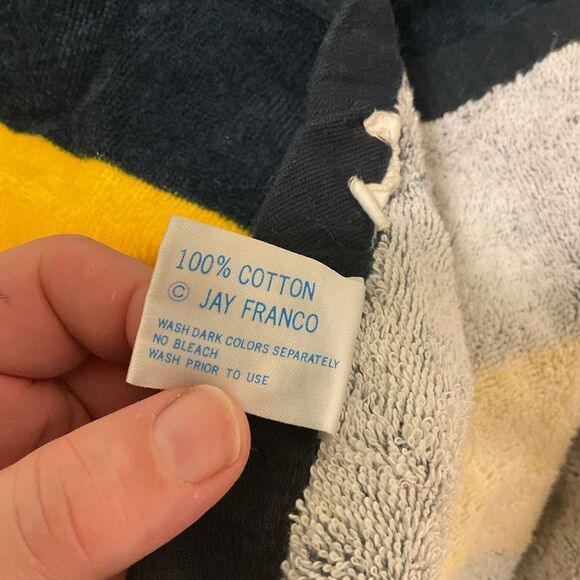 100% COTTON
© JAY FRANCO
WASH DARK COLORS SEPARATELY
NO BLEACH
WASH PRIOR TO USE